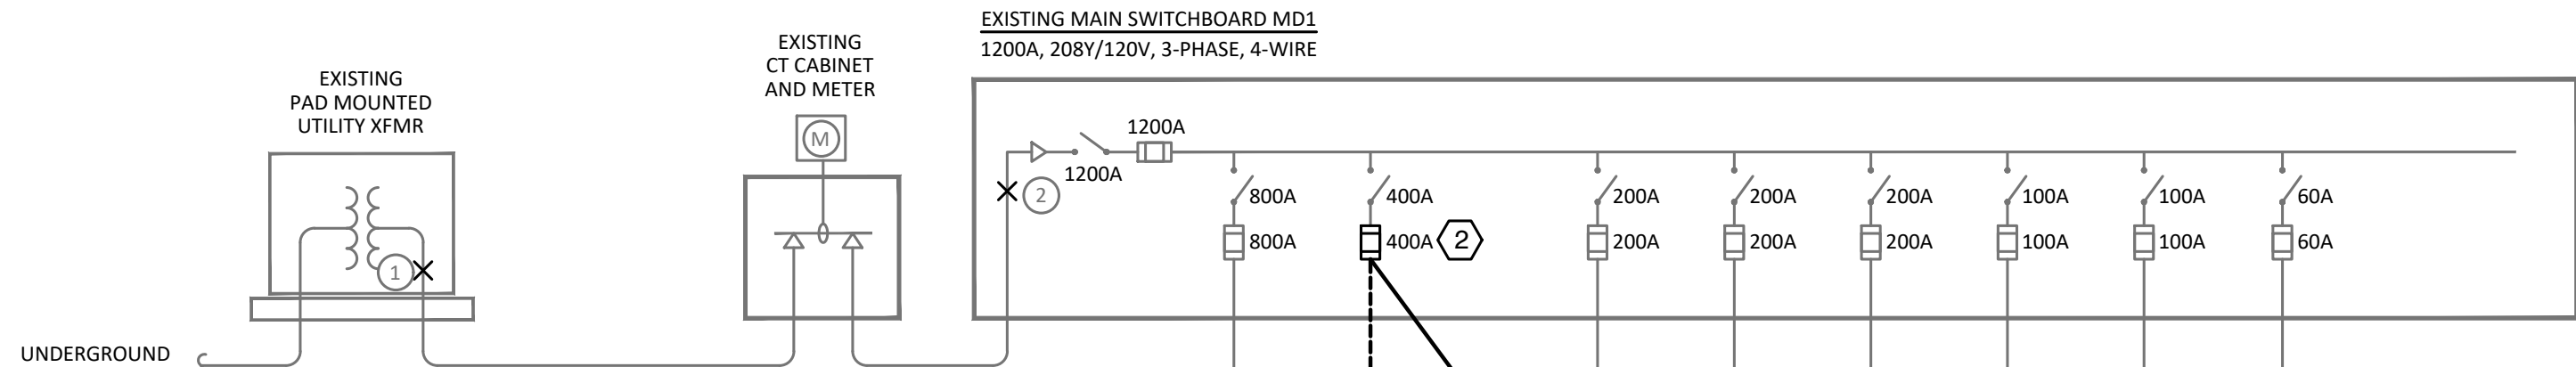 EXISTING MAIN SWITCHBOARD MD1
1200A, 208Y/120V, 3-PHASE, 4-WIRE
EXISTING
CT CABINET
AND METER
EXISTING
PAD MOUNTED
UTILITY XFMR
M
1200A
1200A
2
1
800A
400A
200A
200A
200A
100A
100A
60A
800A
400A
2
200A
200A
200A
100A
100A
60A
UNDERGROUND